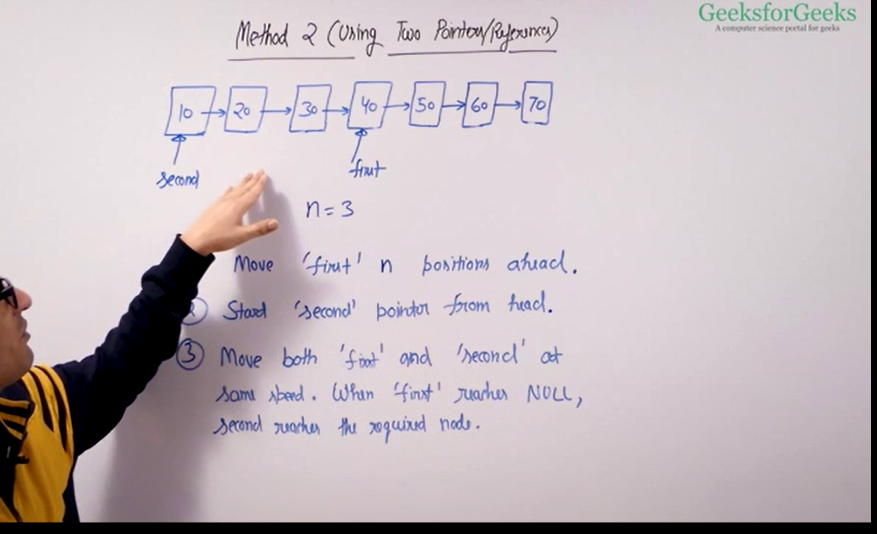 GeeksforGeeks
A computer science portal for geeks
Method 2 (Using Two Pointers/References)
10 20 30 40 50 60 70
second first
n = 3
Move 'first' n positions ahead.
2 Start 'second' pointer from head.
3 Move both 'first' and 'second' at
same speed. When 'first' reaches NULL,
second reaches the required node.